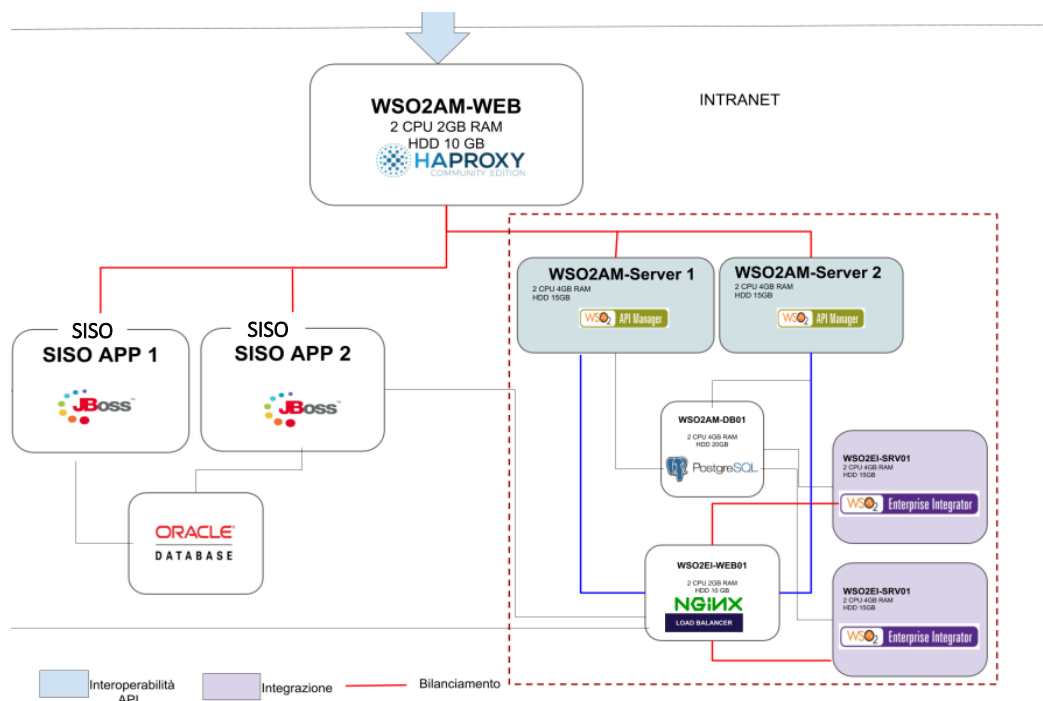 WSO2AM-WEB
2 CPU 2GB RAM
HDD 10 GB
HAPROXY
COMMUNITY EDITION
INTRANET
WSO2AM-Server 1
2 CPU 4GB RAM
HDD 15GB
WSO2 API Manager
WSO2AM-Server 2
2 CPU 4GB RAM
HDD 15GB
WSO2 API Manager
SISO
SISO APP 1
JBoss™
SISO
SISO APP 2
JBoss™
ORACLE
DATABASE
WSO2AM-DB01
2 CPU 4GB RAM
HDD 20GB
PostgreSQL
WSO2EI-SRV01
2 CPU 4GB RAM
HDD 15GB
WSO2 Enterprise Integrator
WSO2EI-WEB01
2 CPU 2GB RAM
HDD 10 GB
NGINX
LOAD BALANCER
WSO2EI-SRV01
2 CPU 4GB RAM
HDD 15GB
WSO2 Enterprise Integrator
Interoperabilità
API
Integrazione
Bilanciamento